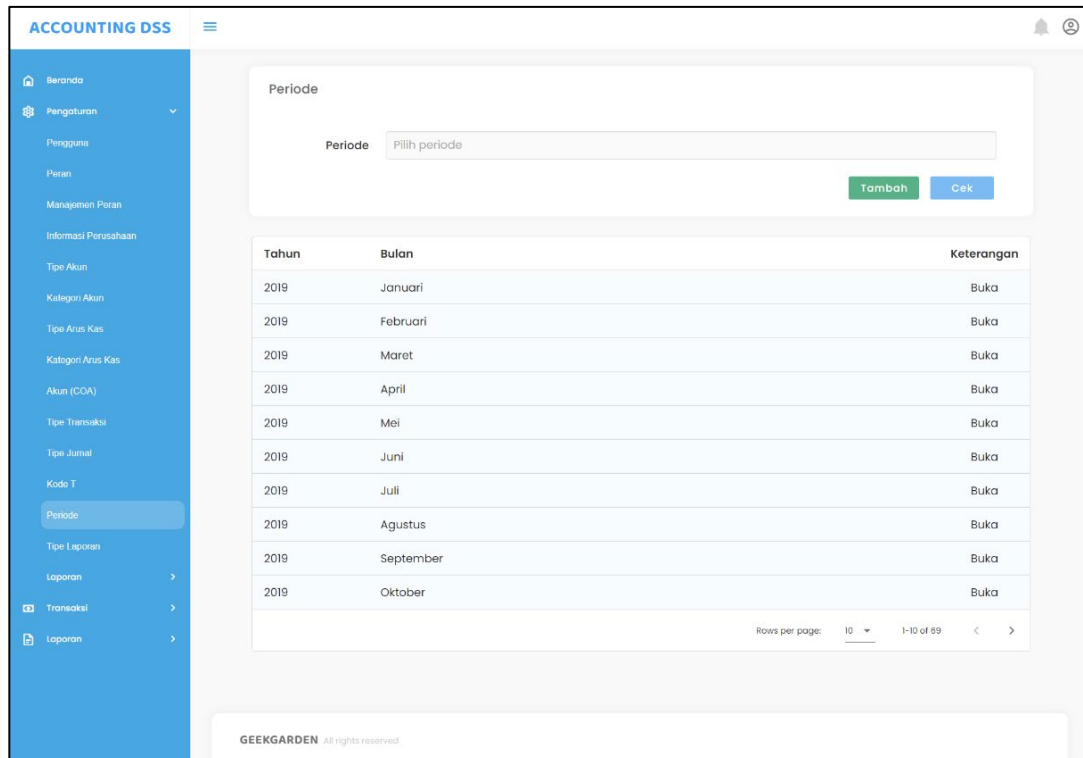 ACCOUNTING DSS
Beranda
Pengaturan
Pengguna
Peran
Manajemen Peran
Informasi Perusahaan
Tipe Akun
Kategori Akun
Tipe Arus Kas
Kategori Arus Kas
Akun (COA)
Tipe Transaksi
Tipe Jurnal
Kode T
Periode
Tipe Laporan
Laporan
Transaksi
Laporan
Periode
Periode Pilih periode
Tambah Cek
Tahun Bulan Keterangan
2019 Januari Buka
2019 Februari Buka
2019 Maret Buka
2019 April Buka
2019 Mei Buka
2019 Juni Buka
2019 Juli Buka
2019 Agustus Buka
2019 September Buka
2019 Oktober Buka
Rows per page: 10 1-10 of 69
GEEKGARDEN All rights reserved